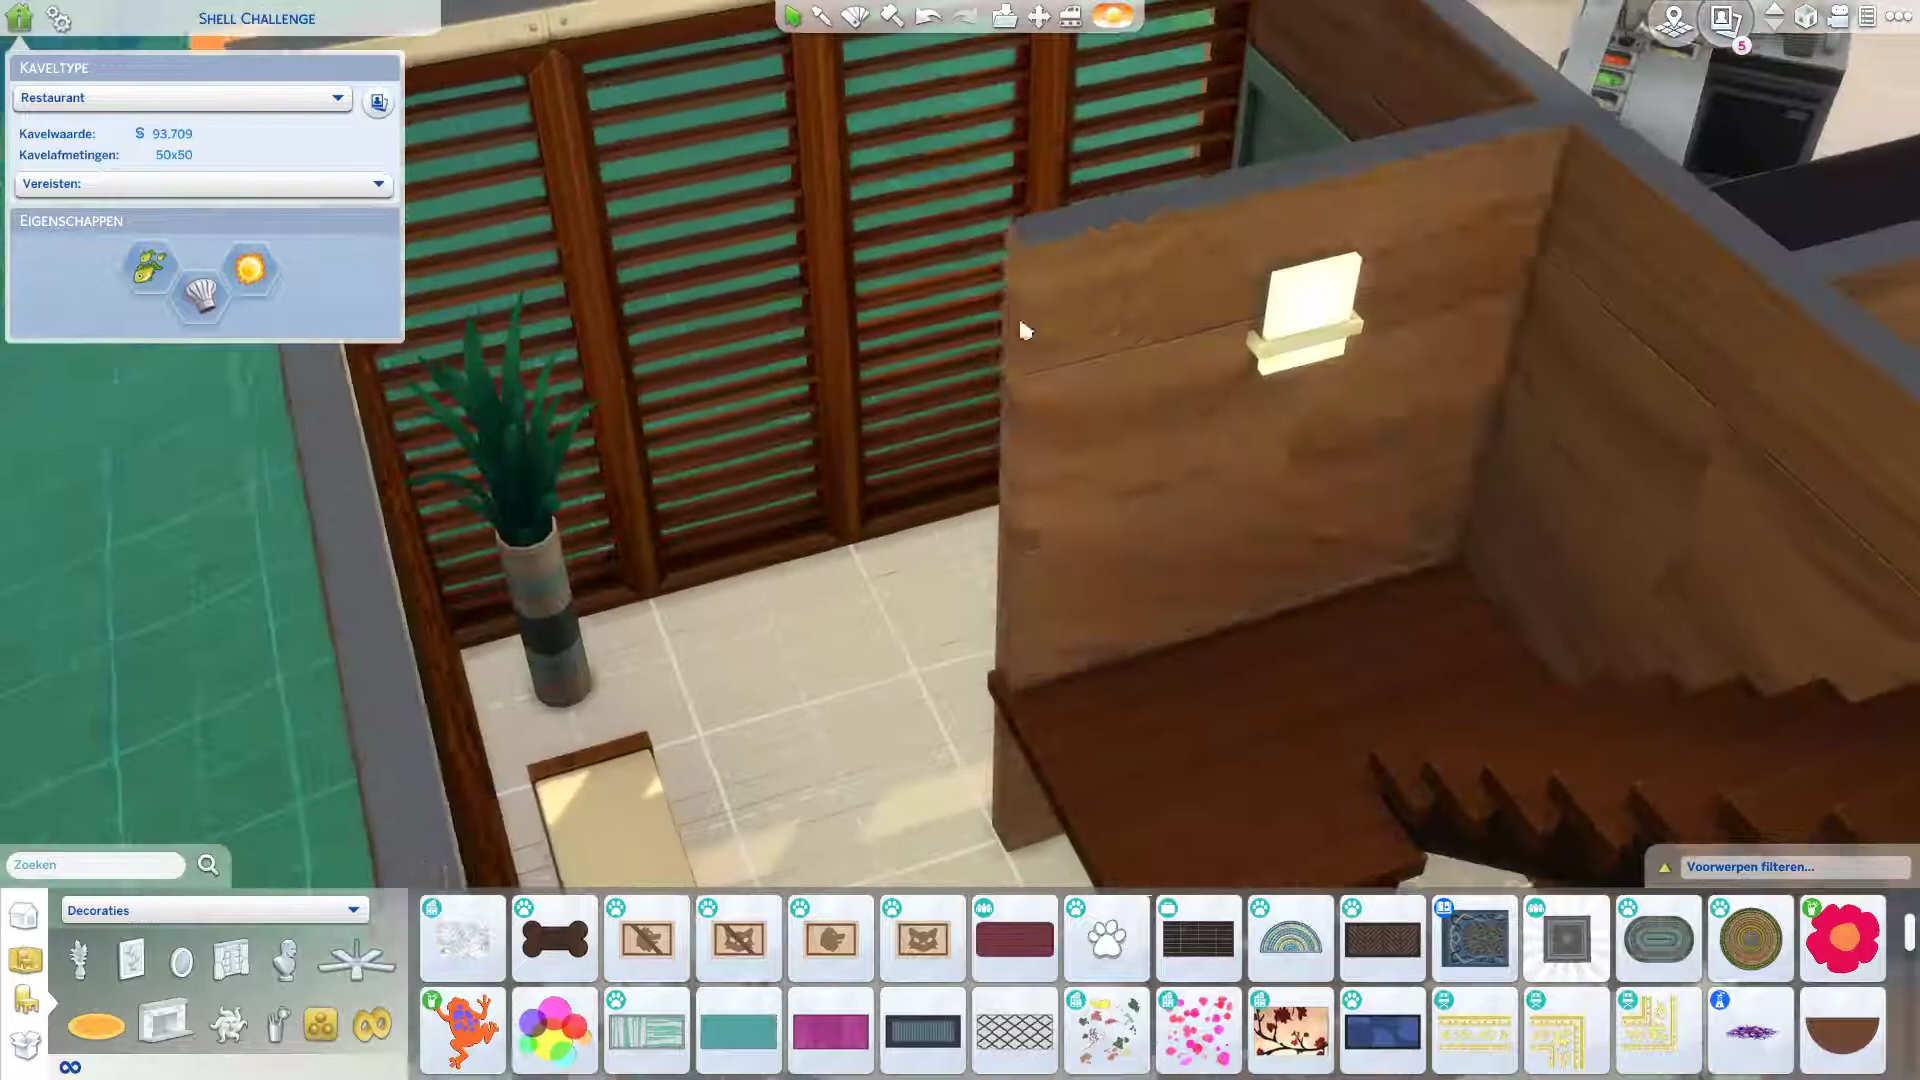 Shell Challenge
5
Kaveltype
Restaurant
Kavelwaarde: § 93.709
Kavelafmetingen: 50x50
Vereisten:
Eigenschappen
Zoeken
Voorwerpen filteren...
Decoraties